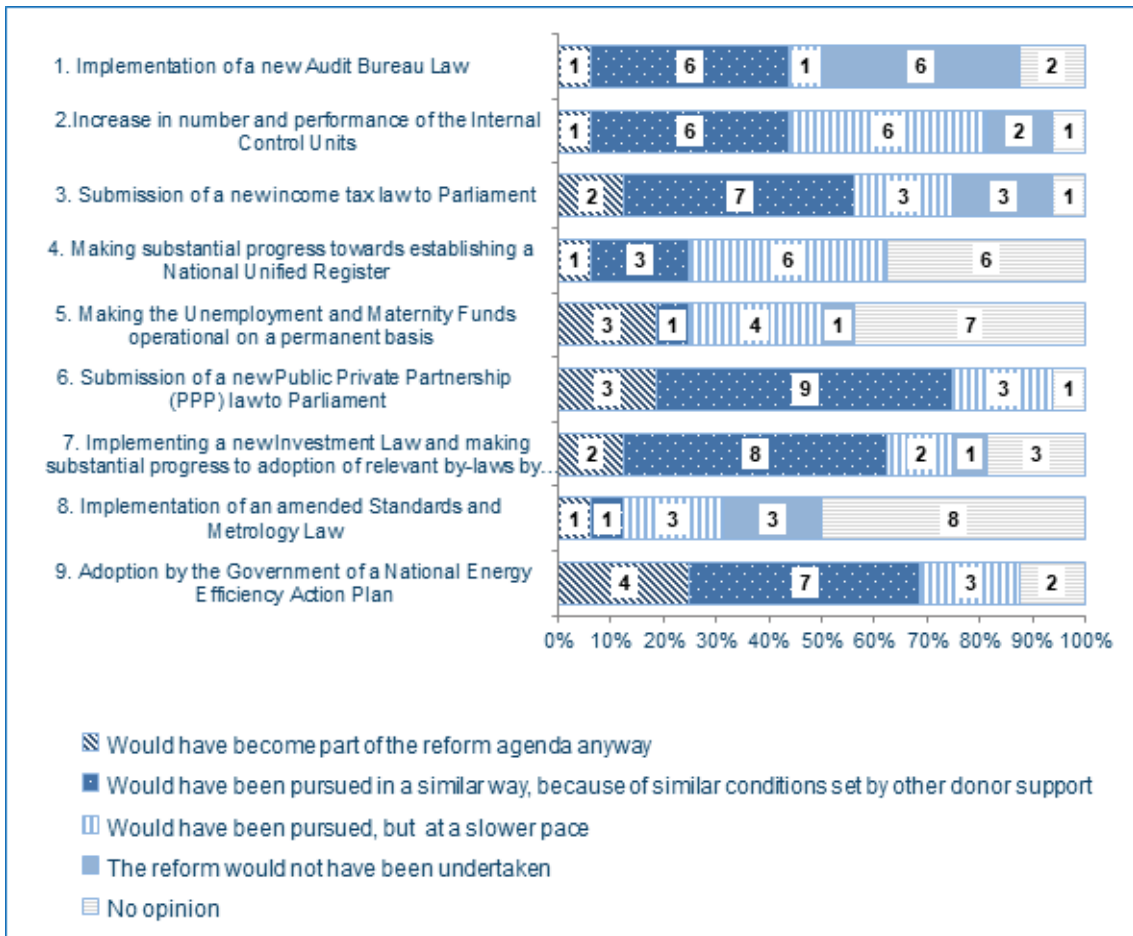 1. Implementation of a new Audit Bureau Law
1 6 1 6 2
2.Increase in number and performance of the Internal
Control Units
1 6 6 2 1
3. Submission of a new income tax law to Parliament
2 7 3 3 1
4. Making substantial progress towards establishing a
National Unified Register
1 3 6 6
5. Making the Unemployment and Maternity Funds
operational on a permanent basis
3 1 4 1 7
6. Submission of a new Public Private Partnership
(PPP) law to Parliament
3 9 3 1
7. Implementing a new Investment Law and making
substantial progress to adoption of relevant by-laws by…
2 8 2 1 3
8. Implementation of an amended Standards and
Metrology Law
1 1 3 3 8
9. Adoption by the Government of a National Energy
Efficiency Action Plan
4 7 3 2
0% 10% 20% 30% 40% 50% 60% 70% 80% 90% 100%
Would have become part of the reform agenda anyway
Would have been pursued in a similar way, because of similar conditions set by other donor support
Would have been pursued, but at a slower pace
The reform would not have been undertaken
No opinion